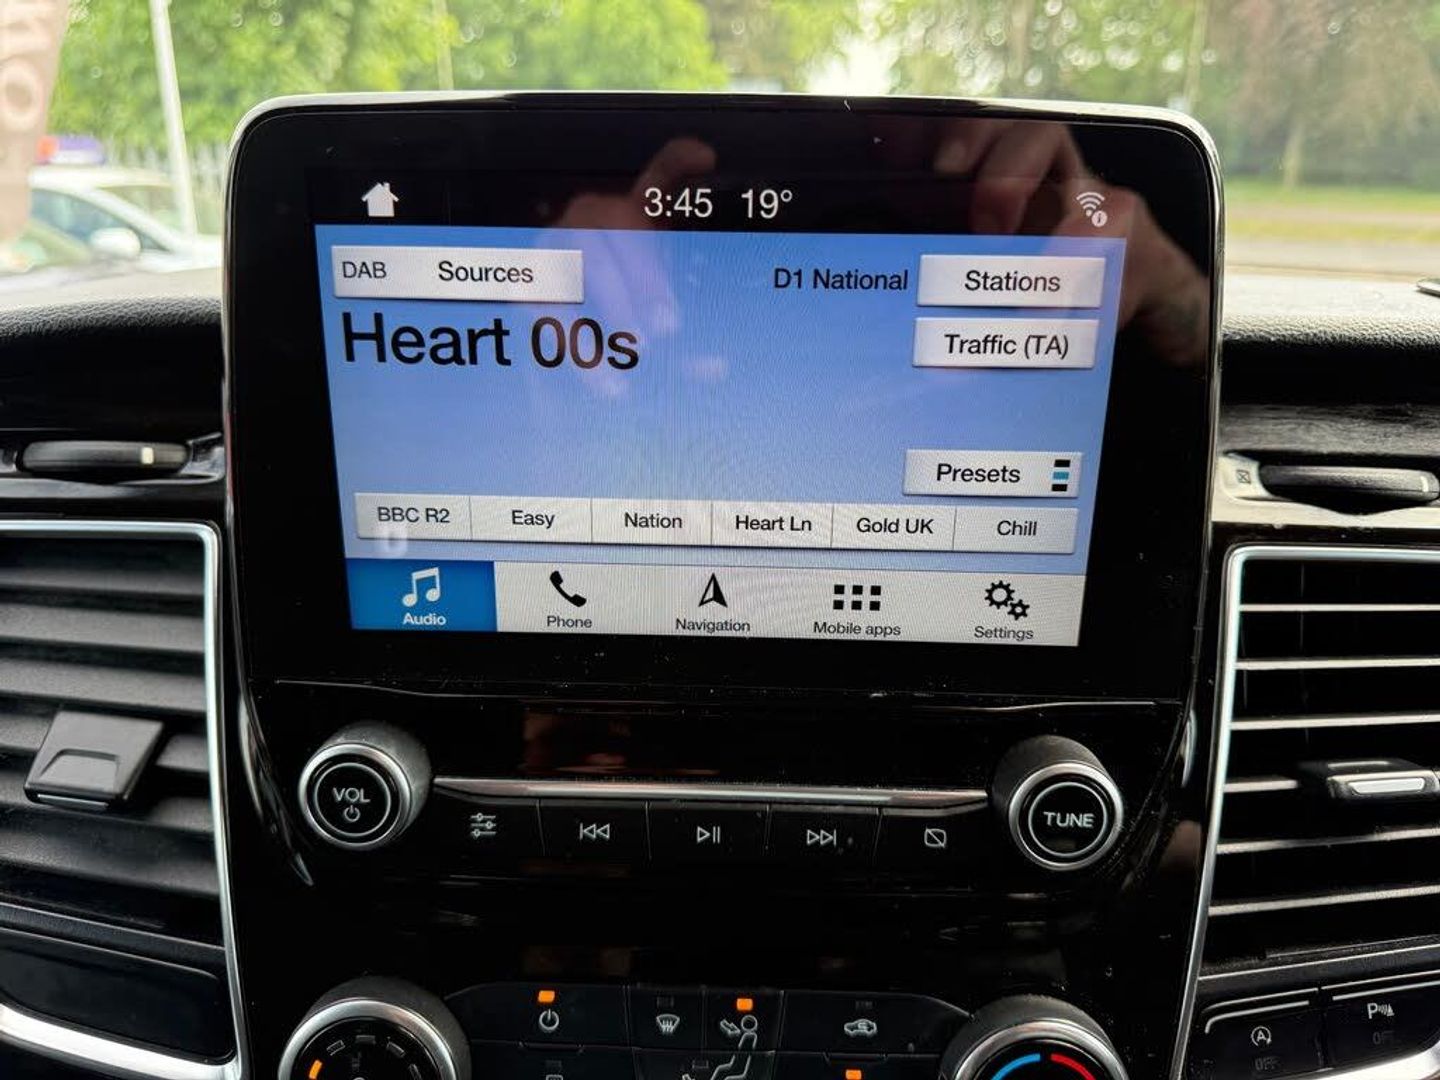 3:45 19°
DAB Sources
D1 National Stations
Heart 00s
Traffic (TA)
Presets
BBC R2 Easy Nation Heart Ln Gold UK Chill
Audio Phone Navigation Mobile apps Settings
VOL
TUNE
A
P
OFF